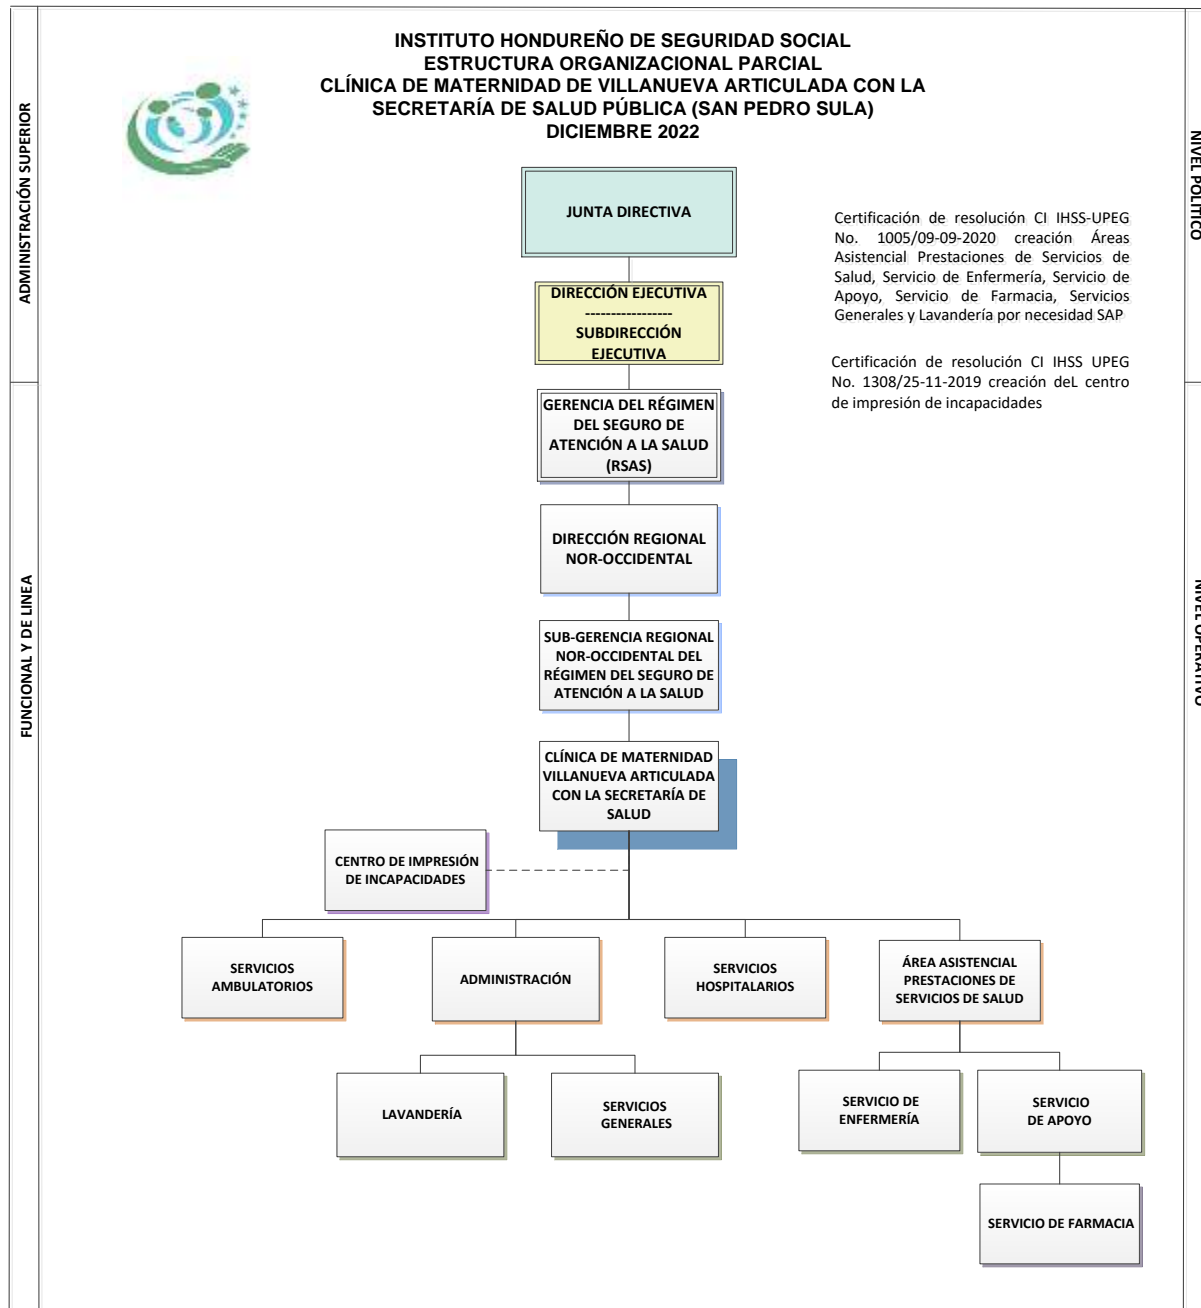 INSTITUTO HONDUREÑO DE SEGURIDAD SOCIAL
ESTRUCTURA ORGANIZACIONAL PARCIAL
CLÍNICA DE MATERNIDAD DE VILLANUEVA ARTICULADA CON LA
SECRETARÍA DE SALUD PÚBLICA (SAN PEDRO SULA)
DICIEMBRE 2022
ADMINISTRACIÓN SUPERIOR
NIVEL POLÍTICO
JUNTA DIRECTIVA
Certificación de resolución CI IHSS-UPEG
No. 1005/09-09-2020 creación Áreas
Asistencial Prestaciones de Servicios de
Salud, Servicio de Enfermería, Servicio de
Apoyo, Servicio de Farmacia, Servicios
Generales y Lavandería por necesidad SAP
DIRECCIÓN EJECUTIVA
-----------------
SUBDIRECCIÓN
EJECUTIVA
Certificación de resolución CI IHSS UPEG
No. 1308/25-11-2019 creación deL centro
de impresión de incapacidades
FUNCIONAL Y DE LINEA
NIVEL OPERATIVO
GERENCIA DEL RÉGIMEN
DEL SEGURO DE
ATENCIÓN A LA SALUD
(RSAS)
DIRECCIÓN REGIONAL
NOR-OCCIDENTAL
SUB-GERENCIA REGIONAL
NOR-OCCIDENTAL DEL
RÉGIMEN DEL SEGURO DE
ATENCIÓN A LA SALUD
CLÍNICA DE MATERNIDAD
VILLANUEVA ARTICULADA
CON LA SECRETARÍA DE
SALUD
CENTRO DE IMPRESIÓN
DE INCAPACIDADES
SERVICIOS
AMBULATORIOS
ADMINISTRACIÓN
SERVICIOS
HOSPITALARIOS
ÁREA ASISTENCIAL
PRESTACIONES DE
SERVICIOS DE SALUD
LAVANDERÍA
SERVICIOS
GENERALES
SERVICIO DE
ENFERMERÍA
SERVICIO
DE APOYO
SERVICIO DE FARMACIA